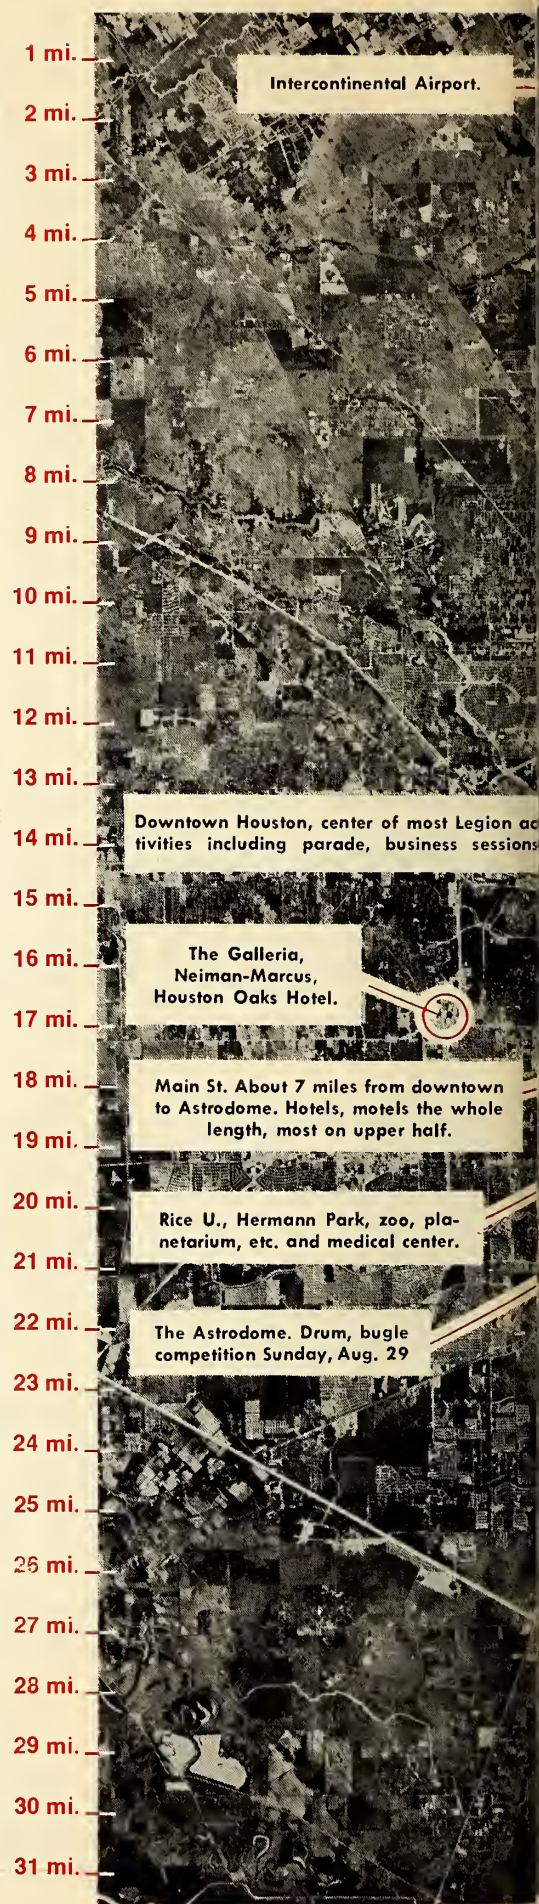 1 mi.
Intercontinental Airport.
2 mi.
3 mi.
4 mi.
5 mi.
6 mi.
7 mi.
8 mi.
9 mi.
10 mi.
11 mi.
12 mi.
13 mi.
Downtown Houston, center of most Legion ac
14 mi.
tivities including parade, business sessions
15 mi.
16 mi.
The Galleria,
Neiman-Marcus,
Houston Oaks Hotel.
17 mi.
18 mi.
Main St. About 7 miles from downtown
to Astrodome. Hotels, motels the whole
length, most on upper half.
19 mi.
20 mi.
Rice U., Hermann Park, zoo, pla-
netarium, etc. and medical center.
21 mi.
22 mi.
The Astrodome. Drum, bugle
competition Sunday, Aug. 29
23 mi.
24 mi.
25 mi.
26 mi.
27 mi.
28 mi.
29 mi.
30 mi.
31 mi.